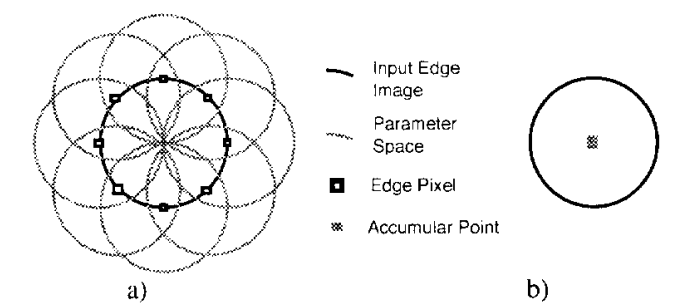 Input Edge
Image
Parameter
Space
Edge Pixel
Accumular Point
a)
b)